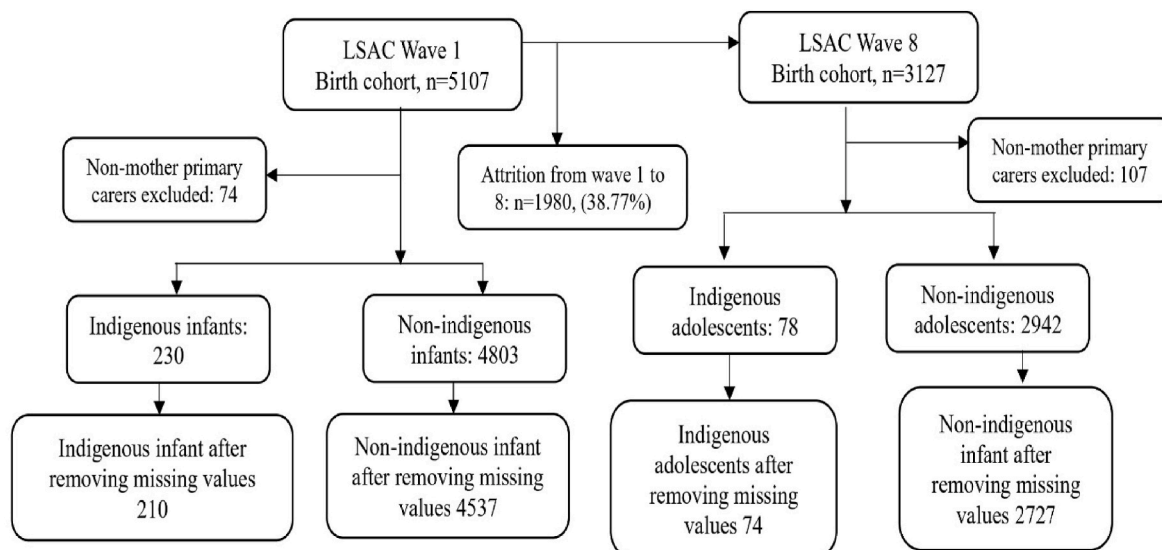 LSAC Wave 1
Birth cohort, n=5107
LSAC Wave 8
Birth cohort, n=3127
Non-mother primary
carers excluded: 74
Attrition from wave 1 to
8: n=1980, (38.77%)
Non-mother primary
carers excluded: 107
Indigenous infants:
230
Non-indigenous
infants: 4803
Indigenous
adolescents: 78
Non-indigenous
adolescents: 2942
Indigenous infant after
removing missing values
210
Non-indigenous infant
after removing missing
values 4537
Indigenous
adolescents after
removing missing
values 74
Non-indigenous
infant after
removing missing
values 2727